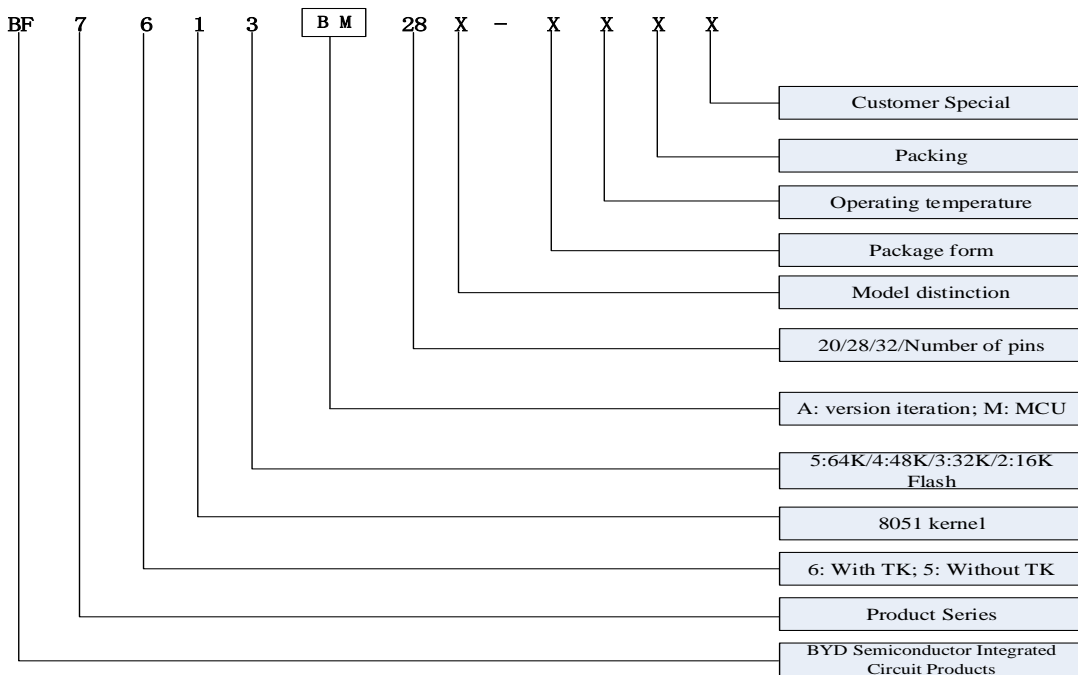 BF 7 6 1 3 B M 28 X - X X X X
Customer Special
Packing
Operating temperature
Package form
Model distinction
20/28/32/Number of pins
A: version iteration; M: MCU
5:64K/4:48K/3:32K/2:16K
Flash
8051 kernel
6: With TK; 5: Without TK
Product Series
BYD Semiconductor Integrated
Circuit Products